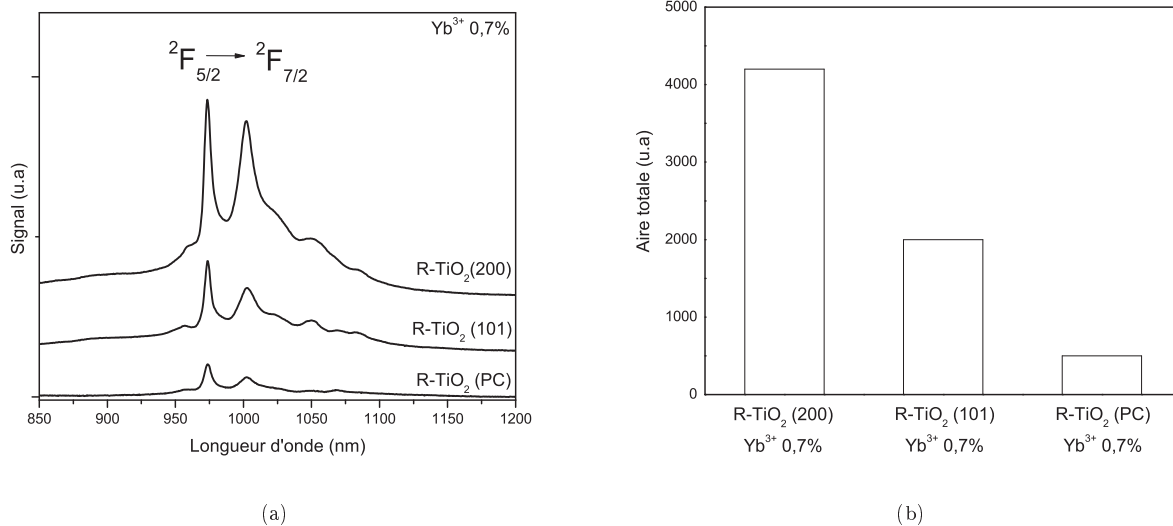 Yb³⁺ 0,7%
²F₅/₂ → ²F₇/₂
Signal (u.a)
R-TiO₂(200)
R-TiO₂ (101)
R-TiO₂ (PC)
850 900 950 1000 1050 1100 1150 1200
Longueur d'onde (nm)
(a)
5000
4000
3000
2000
1000
0
Aire totale (u.a)
R-TiO₂ (200) R-TiO₂ (101) R-TiO₂ (PC)
Yb³⁺ 0,7% Yb³⁺ 0,7% Yb³⁺ 0,7%
(b)